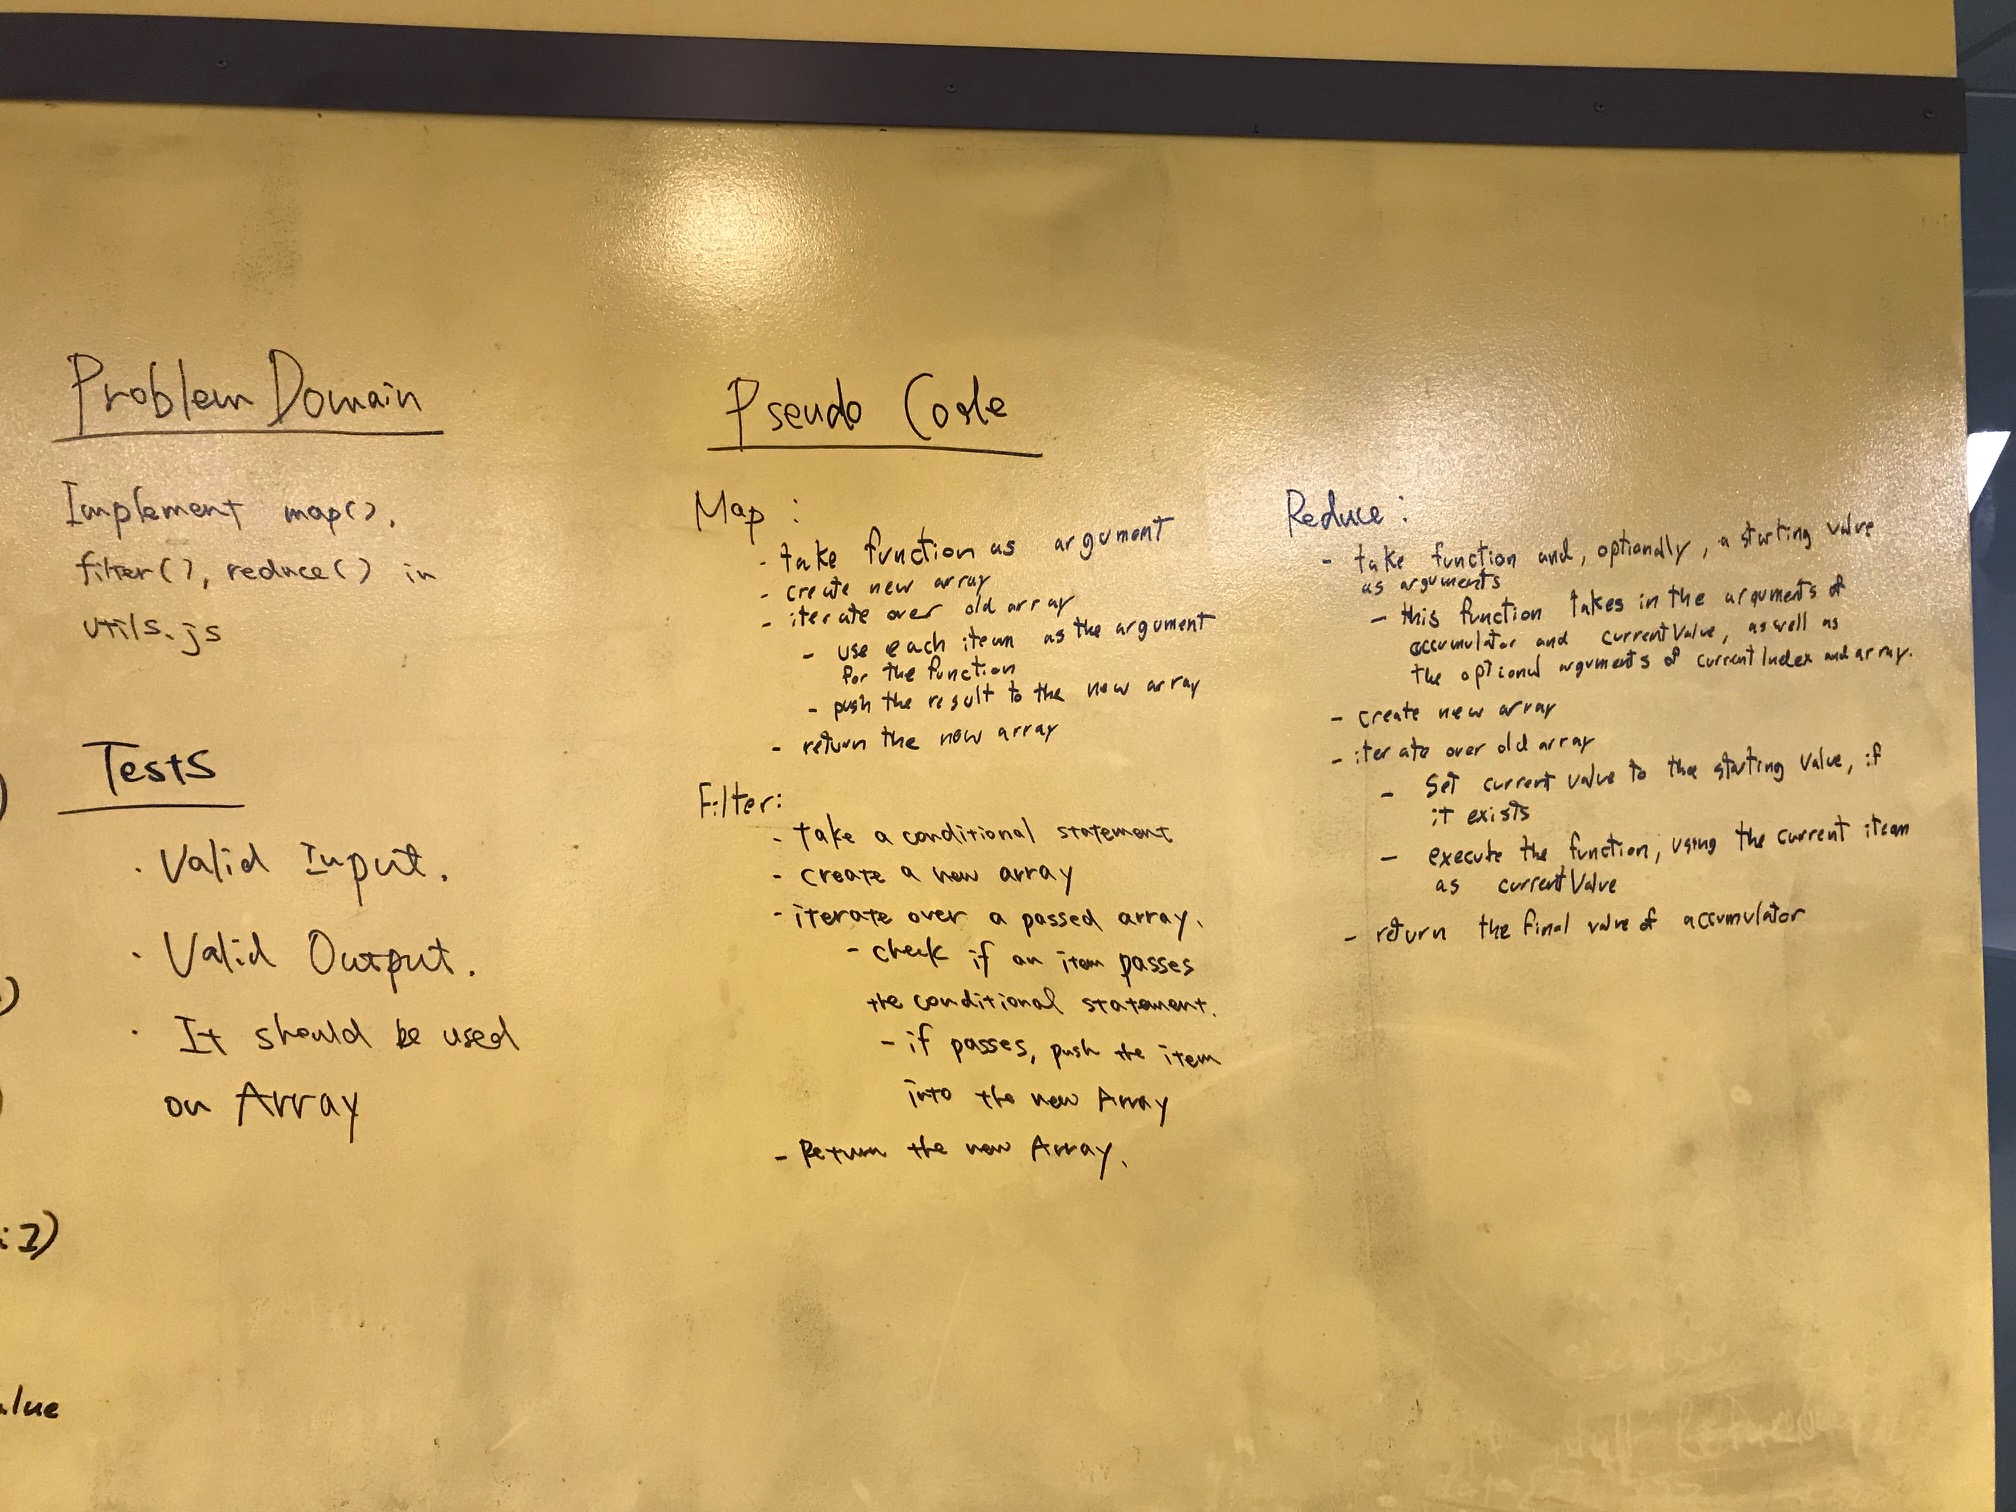 Problem Domain
Implement map(),
filter(), reduce() in
utils.js
Tests
· Valid Input.
· Valid Output.
· It should be used
on Array
:2)
alue
Pseudo Code
Map :
- take function as argument
- create new array
- iterate over old array
- use each item as the argument
for the function
- push the result to the new array
- return the new array
Filter:
- take a conditional statement
- create a new array
- iterate over a passed array.
- check if an item passes
the conditional statement.
- if passes, push the item
into the new Array
- Return the new Array.
Reduce :
- take function and, optionally, a starting value
as arguments
- this function takes in the arguments of
accumulator and currentValue, as well as
the optional arguments of currentIndex and array.
- create new array
- iterate over old array
- Set current value to the starting value, if
it exists
- execute the function, using the current item
as currentValue
- return the final value of accumulator